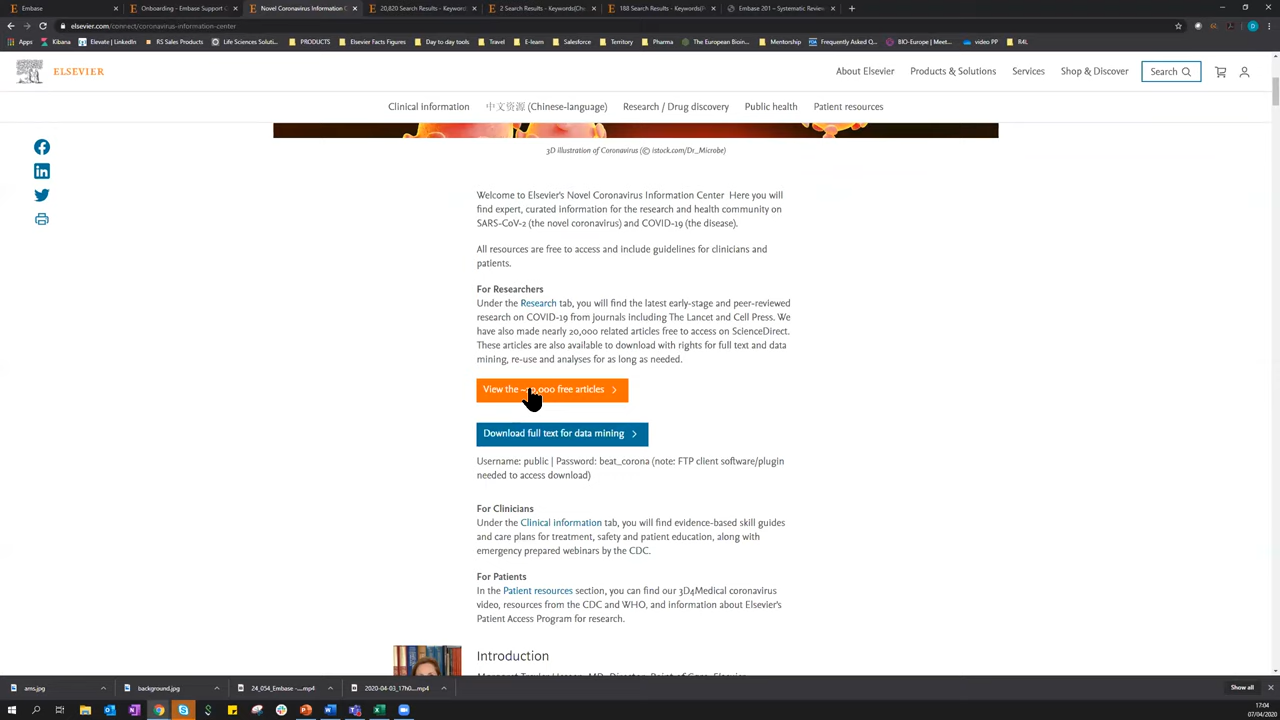 Embase
Onboarding - Embase Support
Novel Coronavirus Information C
20,820 Search Results - Keywords
2 Search Results - Keywords(Che
188 Search Results - Keywords(P
Embase 201 – Systematic Review
elsevier.com/connect/coronavirus-information-center
Apps
Kibana
Elevate | LinkedIn
RS Sales Products
Life Sciences Soluti...
PRODUCTS
Elsevier Facts Figures
Day to day tools
Travel
E-learn
Salesforce
Territory
Pharma
The European Bioin...
Mentorship
Frequently Asked Q...
BIO-Europe | Meet...
video PP
R4L
ELSEVIER
About Elsevier
Products & Solutions
Services
Shop & Discover
Search
Clinical information
中文资源 (Chinese-language)
Research / Drug discovery
Public health
Patient resources
3D illustration of Coronavirus (© istock.com/Dr_Microbe)
Welcome to Elsevier's Novel Coronavirus Information Center Here you will
find expert, curated information for the research and health community on
SARS-CoV-2 (the novel coronavirus) and COVID-19 (the disease).
All resources are free to access and include guidelines for clinicians and
patients.
For Researchers
Under the Research tab, you will find the latest early-stage and peer-reviewed
research on COVID-19 from journals including The Lancet and Cell Press. We
have also made nearly 20,000 related articles free to access on ScienceDirect.
These articles are also available to download with rights for full text and data
mining, re-use and analyses for as long as needed.
View the free articles
Download full text for data mining
Username: public | Password: beat_corona (note: FTP client software/plugin
needed to access download)
For Clinicians
Under the Clinical information tab, you will find evidence-based skill guides
and care plans for treatment, safety and patient education, along with
emergency prepared webinars by the CDC.
For Patients
In the Patient resources section, you can find our 3D4Medical coronavirus
video, resources from the CDC and WHO, and information about Elsevier's
Patient Access Program for research.
Introduction
ams.jpg
background.jpg
24_054_Embase -....mp4
2020-04-03_17h0....mp4
Show all
17:04
07/04/2020